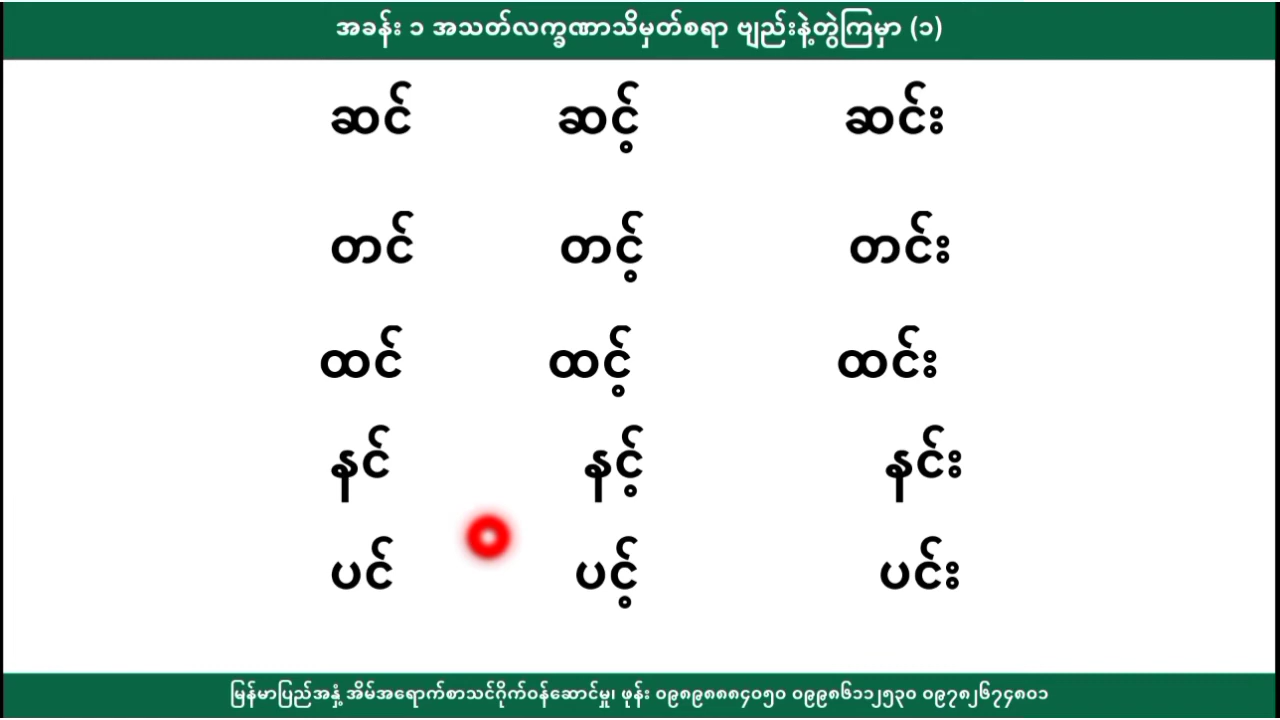 အခန်း ၁ အသတ်လက္ခဏာသိမှတ်စရာ ဗျည်းနဲ့တွဲကြမှာ (၁)
ဆင် ဆင့် ဆင်း
တင် တင့် တင်း
ထင် ထင့် ထင်း
နင် နင့် နင်း
ပင် ပင့် ပင်း
မြန်မာပြည်အနှံ့ အိမ်အရောက်စာသင်ဂိုက်ဝန်ဆောင်မှု၊ ဖုန်း ၀၉၈၉၈၈၈၄၀၅၀ ၀၉၉၈၆၁၁၂၅၃၀ ၀၉၇၈၂၆၇၄၈၀၁